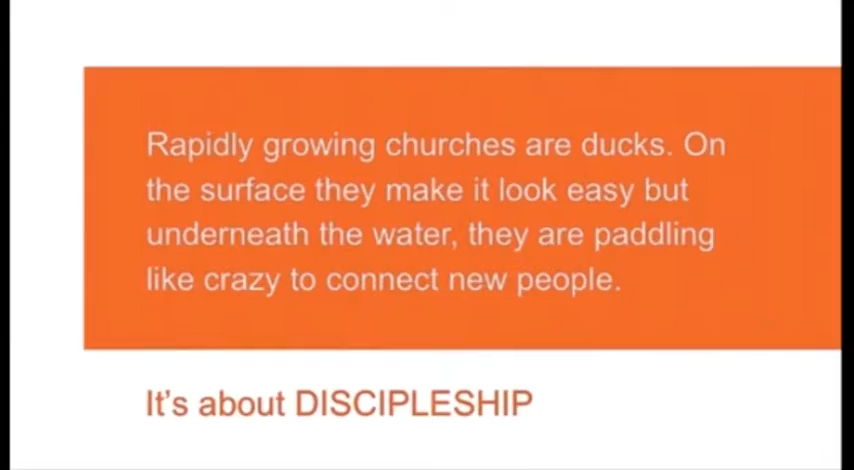 Rapidly growing churches are ducks. On
the surface they make it look easy but
underneath the water, they are paddling
like crazy to connect new people.
It's about DISCIPLESHIP